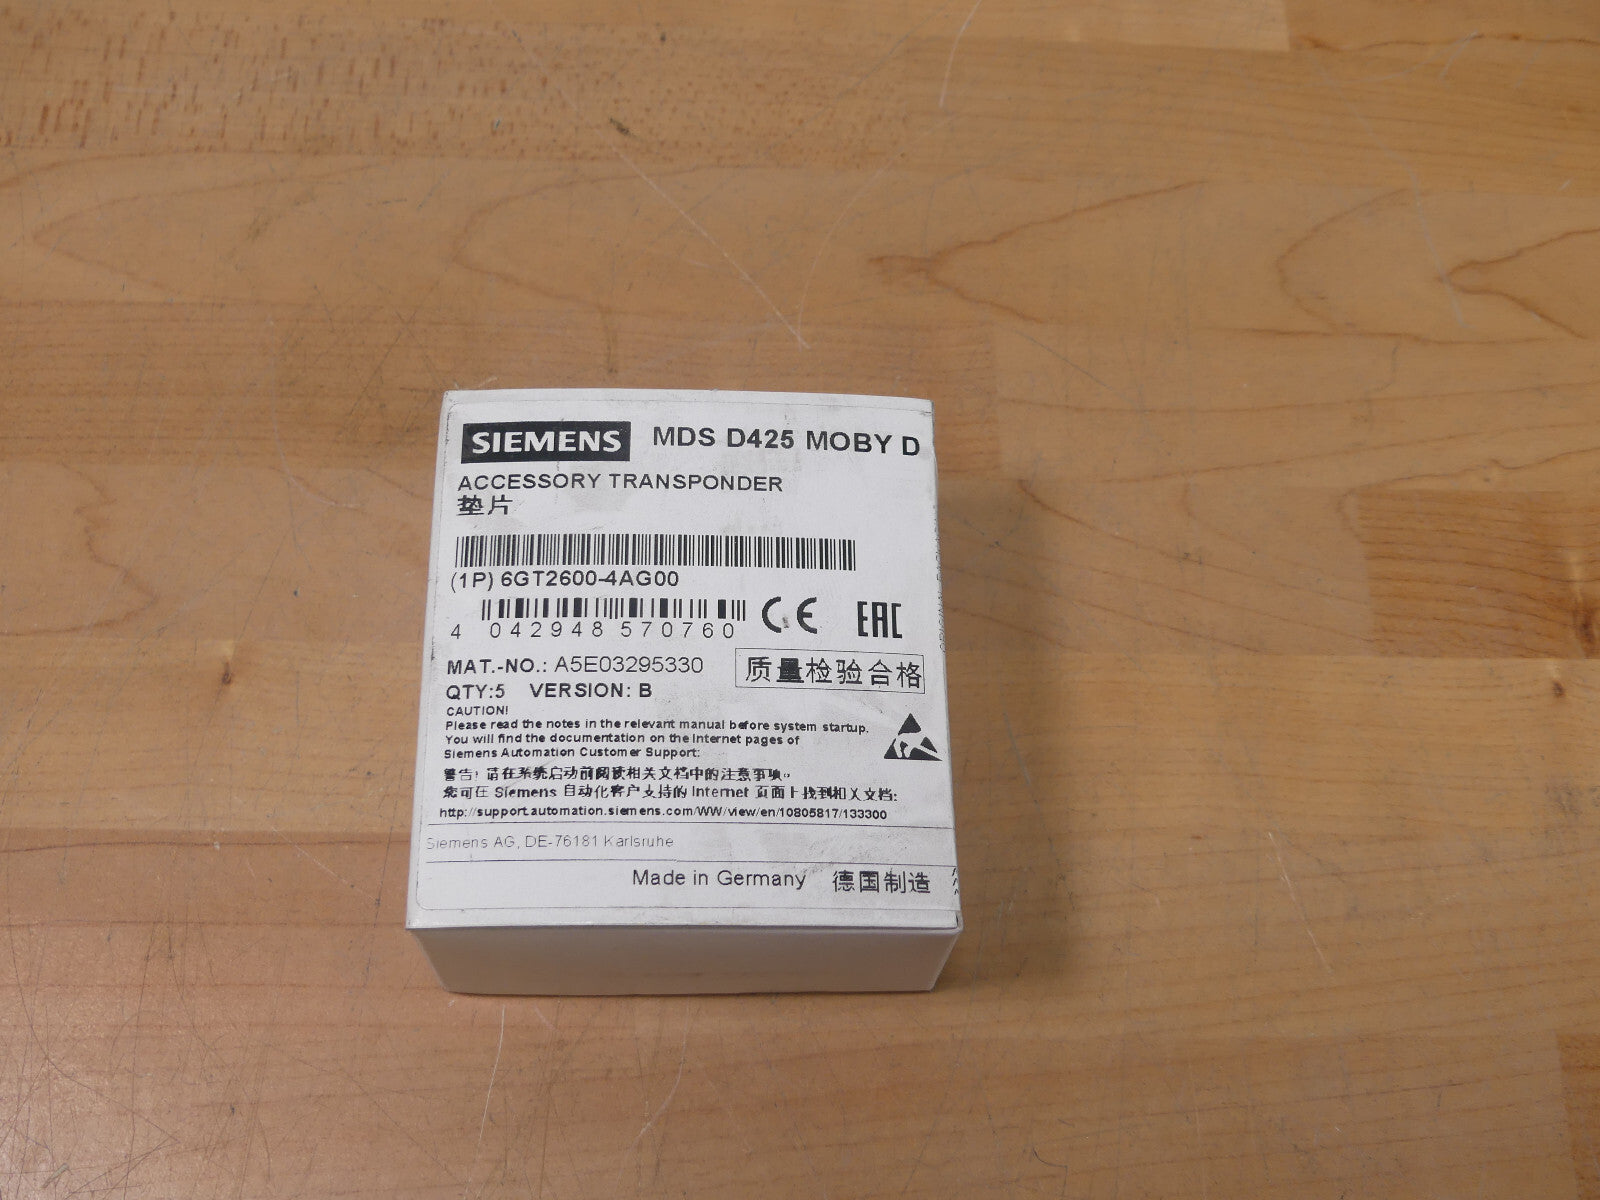 SIEMENS MDS D425 MOBY D
ACCESSORY TRANSPONDER
垫片
(1P) 6GT2600-4AG00
4 042948 570760 CE EAC
MAT.-NO.: A5E03295330
质量检验合格
QTY:5 VERSION: B
CAUTION!
Please read the notes in the relevant manual before system startup.
You will find the documentation on the Internet pages of
Siemens Automation Customer Support:
警告! 请在系统启动前阅读相关文档中的注意事项。
您可在 Siemens 自动化客户支持的 Internet 页面上找到相关文档:
http://support.automation.siemens.com/WW/view/en/10805817/133300
Siemens AG, DE-76181 Karlsruhe
Made in Germany 德国制造